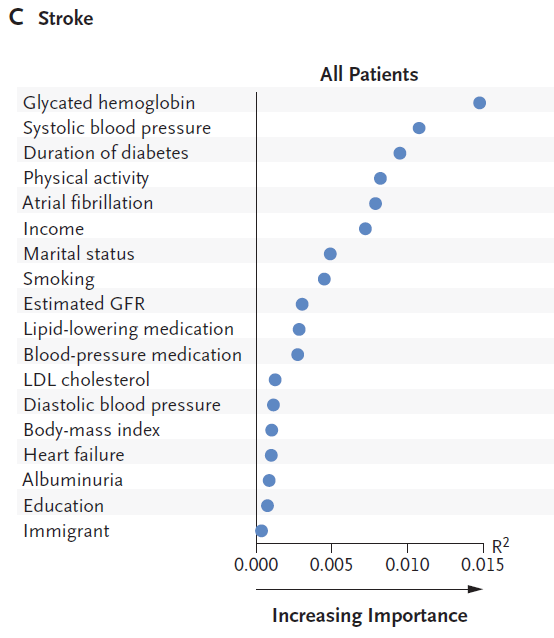 C Stroke
All Patients
Glycated hemoglobin
Systolic blood pressure
Duration of diabetes
Physical activity
Atrial fibrillation
Income
Marital status
Smoking
Estimated GFR
Lipid-lowering medication
Blood-pressure medication
LDL cholesterol
Diastolic blood pressure
Body-mass index
Heart failure
Albuminuria
Education
Immigrant
R²
0.000 0.005 0.010 0.015
Increasing Importance